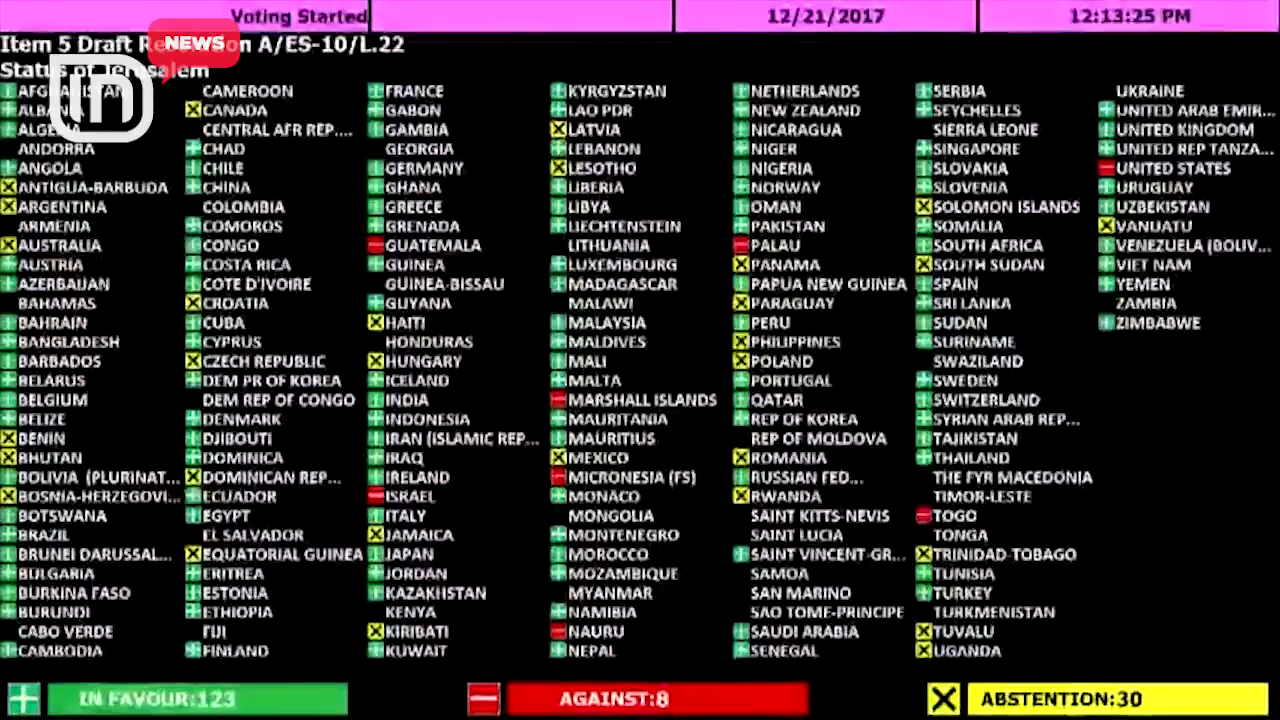 Voting Started 12/21/2017 12:13:25 PM
NEWS
Item 5 Draft Resolution A/ES-10/L.22
Status of Jerusalem
in
AFGHANISTAN CAMEROON FRANCE KYRGYZSTAN NETHERLANDS SERBIA UKRAINE
ALBANIA CANADA GABON LAO PDR NEW ZEALAND SEYCHELLES UNITED ARAB EMIR...
ALGERIA CENTRAL AFR REP.... GAMBIA LATVIA NICARAGUA SIERRA LEONE UNITED KINGDOM
ANDORRA CHAD GEORGIA LEBANON NIGER SINGAPORE UNITED REP TANZA...
ANGOLA CHILE GERMANY LESOTHO NIGERIA SLOVAKIA UNITED STATES
ANTIGUA-BARBUDA CHINA GHANA LIBERIA NORWAY SLOVENIA URUGUAY
ARGENTINA COLOMBIA GREECE LIBYA OMAN SOLOMON ISLANDS UZBEKISTAN
ARMENIA COMOROS GRENADA LIECHTENSTEIN PAKISTAN SOMALIA VANUATU
AUSTRALIA CONGO GUATEMALA LITHUANIA PALAU SOUTH AFRICA VENEZUELA (BOLIV...
AUSTRIA COSTA RICA GUINEA LUXEMBOURG PANAMA SOUTH SUDAN VIET NAM
AZERBAIJAN COTE D'IVOIRE GUINEA-BISSAU MADAGASCAR PAPUA NEW GUINEA SPAIN YEMEN
BAHAMAS CROATIA GUYANA MALAWI PARAGUAY SRI LANKA ZAMBIA
BAHRAIN CUBA HAITI MALAYSIA PERU SUDAN ZIMBABWE
BANGLADESH CYPRUS HONDURAS MALDIVES PHILIPPINES SURINAME
BARBADOS CZECH REPUBLIC HUNGARY MALI POLAND SWAZILAND
BELARUS DEM PR OF KOREA ICELAND MALTA PORTUGAL SWEDEN
BELGIUM DEM REP OF CONGO INDIA MARSHALL ISLANDS QATAR SWITZERLAND
BELIZE DENMARK INDONESIA MAURITANIA REP OF KOREA SYRIAN ARAB REP...
BENIN DJIBOUTI IRAN (ISLAMIC REP... MAURITIUS REP OF MOLDOVA TAJIKISTAN
BHUTAN DOMINICA IRAQ MEXICO ROMANIA THAILAND
BOLIVIA (PLURINAT... DOMINICAN REP... IRELAND MICRONESIA (FS) RUSSIAN FED... THE FYR MACEDONIA
BOSNIA-HERZEGOVI... ECUADOR ISRAEL MONACO RWANDA TIMOR-LESTE
BOTSWANA EGYPT ITALY MONGOLIA SAINT KITTS-NEVIS TOGO
BRAZIL EL SALVADOR JAMAICA MONTENEGRO SAINT LUCIA TONGA
BRUNEI DARUSSAL... EQUATORIAL GUINEA JAPAN MOROCCO SAINT VINCENT-GR... TRINIDAD-TOBAGO
BULGARIA ERITREA JORDAN MOZAMBIQUE SAMOA TUNISIA
BURKINA FASO ESTONIA KAZAKHSTAN MYANMAR SAN MARINO TURKEY
BURUNDI ETHIOPIA KENYA NAMIBIA SAO TOME-PRINCIPE TURKMENISTAN
CABO VERDE FIJI KIRIBATI NAURU SAUDI ARABIA TUVALU
CAMBODIA FINLAND KUWAIT NEPAL SENEGAL UGANDA
IN FAVOUR:123 AGAINST:8 ABSTENTION:30